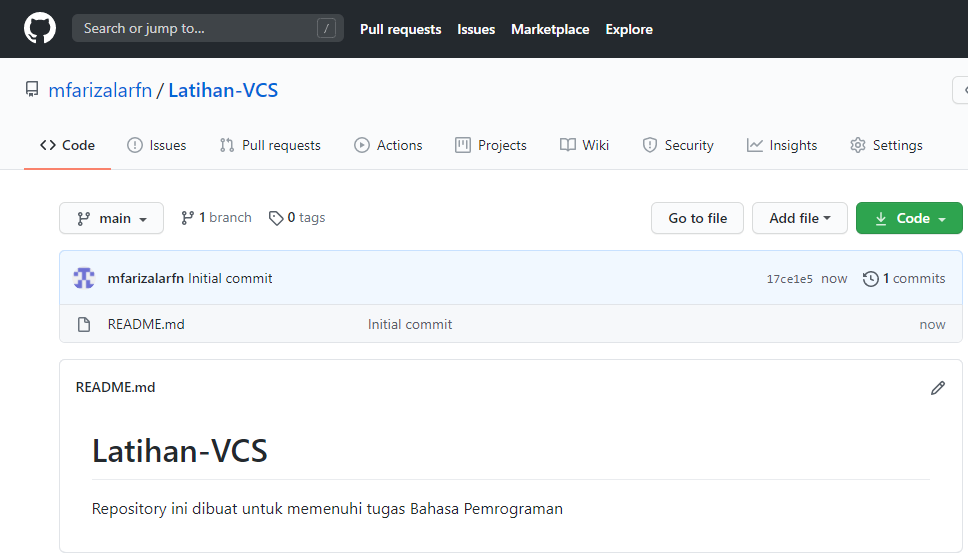 Search or jump to... /
Pull requests Issues Marketplace Explore
mfarizalarfn / Latihan-VCS
Code Issues Pull requests Actions Projects Wiki Security Insights Settings
main 1 branch 0 tags Go to file Add file Code
mfarizalarfn Initial commit 17ce1e5 now 1 commits
README.md Initial commit now
README.md
Latihan-VCS
Repository ini dibuat untuk memenuhi tugas Bahasa Pemrograman